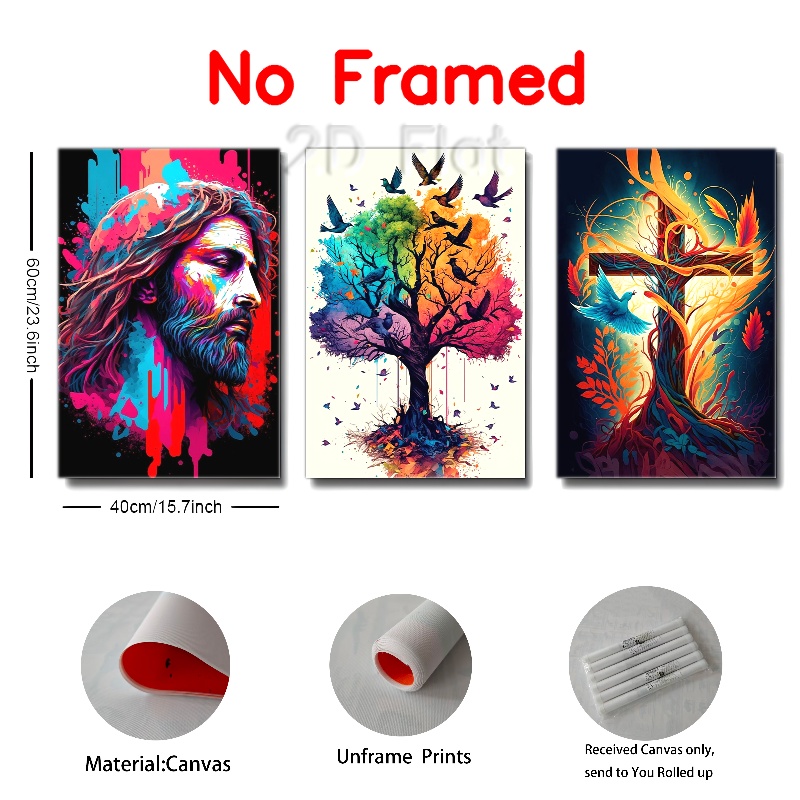 No Framed
2D Flat
60cm/23.6inch
40cm/15.7inch
Material:Canvas
Unframe Prints
Received Canvas only,
send to You Rolled up